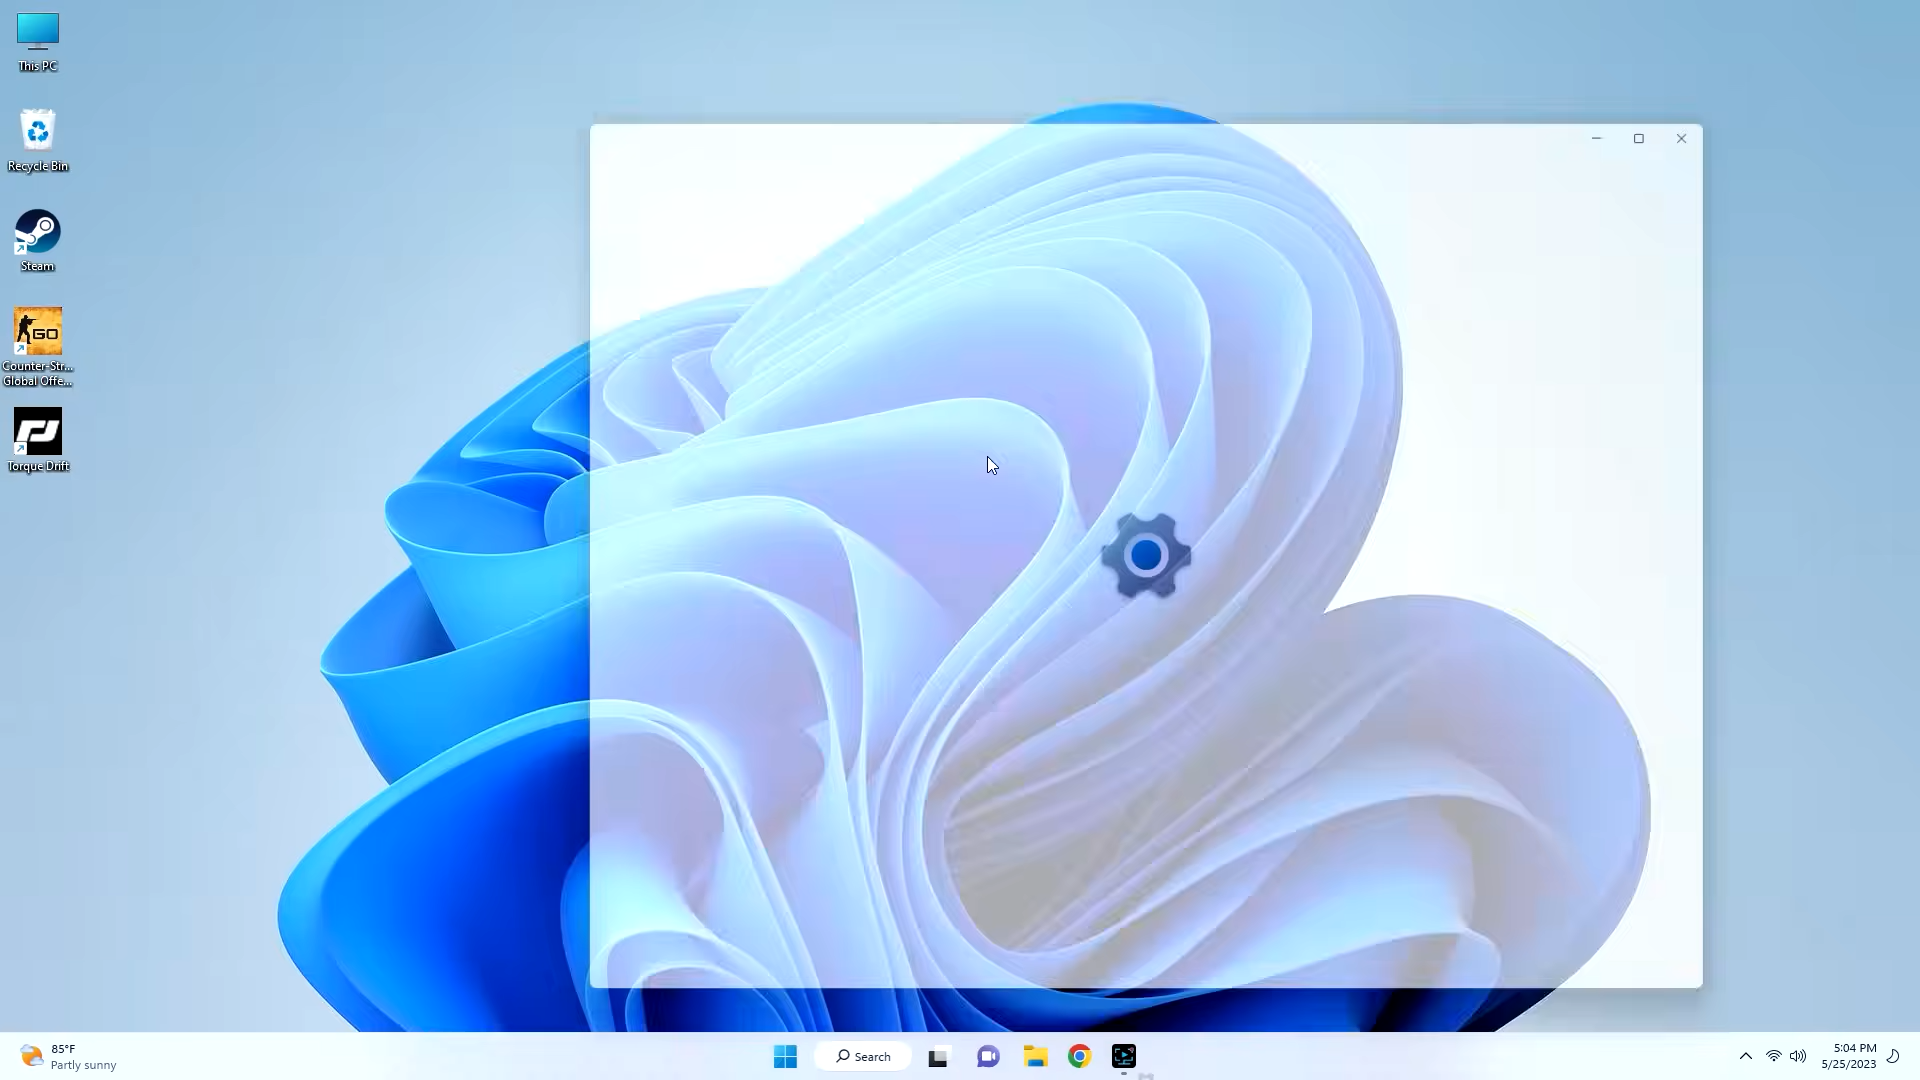 This PC
Recycle Bin
Steam
GO
Counter-Str...
Global Offe...
Torque Drift
85°F
Partly sunny
Search
5:04 PM
5/25/2023